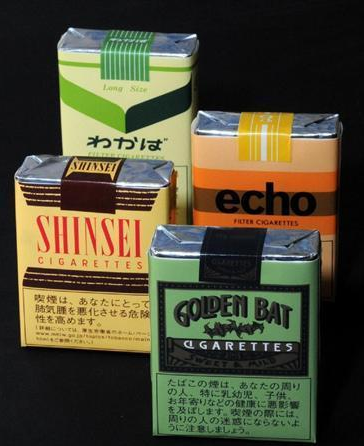 Long Size
わかば
FILTER CIGARETTES
echo
FILTER CIGARETTES
SHINSEI
SHINSEI
CIGARETTES
喫煙は、あなたにとって
肺気腫を悪化させる危険
性を高めます。
GOLDEN BAT
CIGARETTES
SWEET & MILD
たばこの煙は、あなたの周り
の人、特に乳幼児、子供、
お年寄りなどの健康に悪影響
を及ぼします。喫煙の際には、
周りの人の迷惑にならないよ
うに注意しましょう。